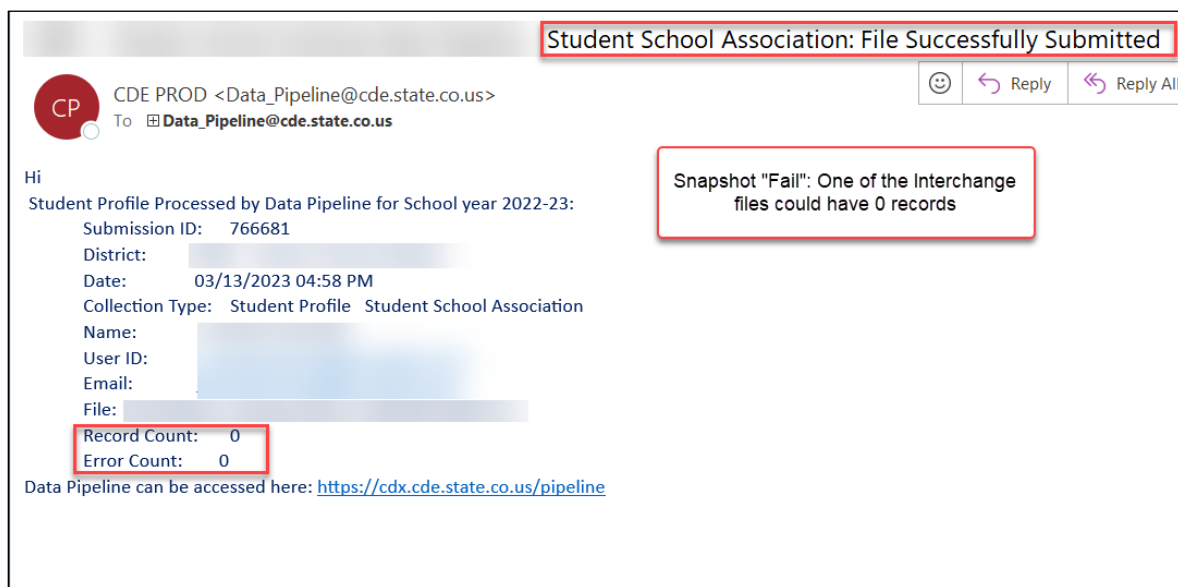 Student School Association: File Successfully Submitted
CP
CDE PROD <Data_Pipeline@cde.state.co.us>
To Data_Pipeline@cde.state.co.us
Reply
Reply All
Hi
Student Profile Processed by Data Pipeline for School year 2022-23:
Submission ID: 766681
District:
Date: 03/13/2023 04:58 PM
Collection Type: Student Profile Student School Association
Name:
User ID:
Email:
File:
Record Count: 0
Error Count: 0
Data Pipeline can be accessed here: https://cdx.cde.state.co.us/pipeline
Snapshot "Fail": One of the Interchange
files could have 0 records